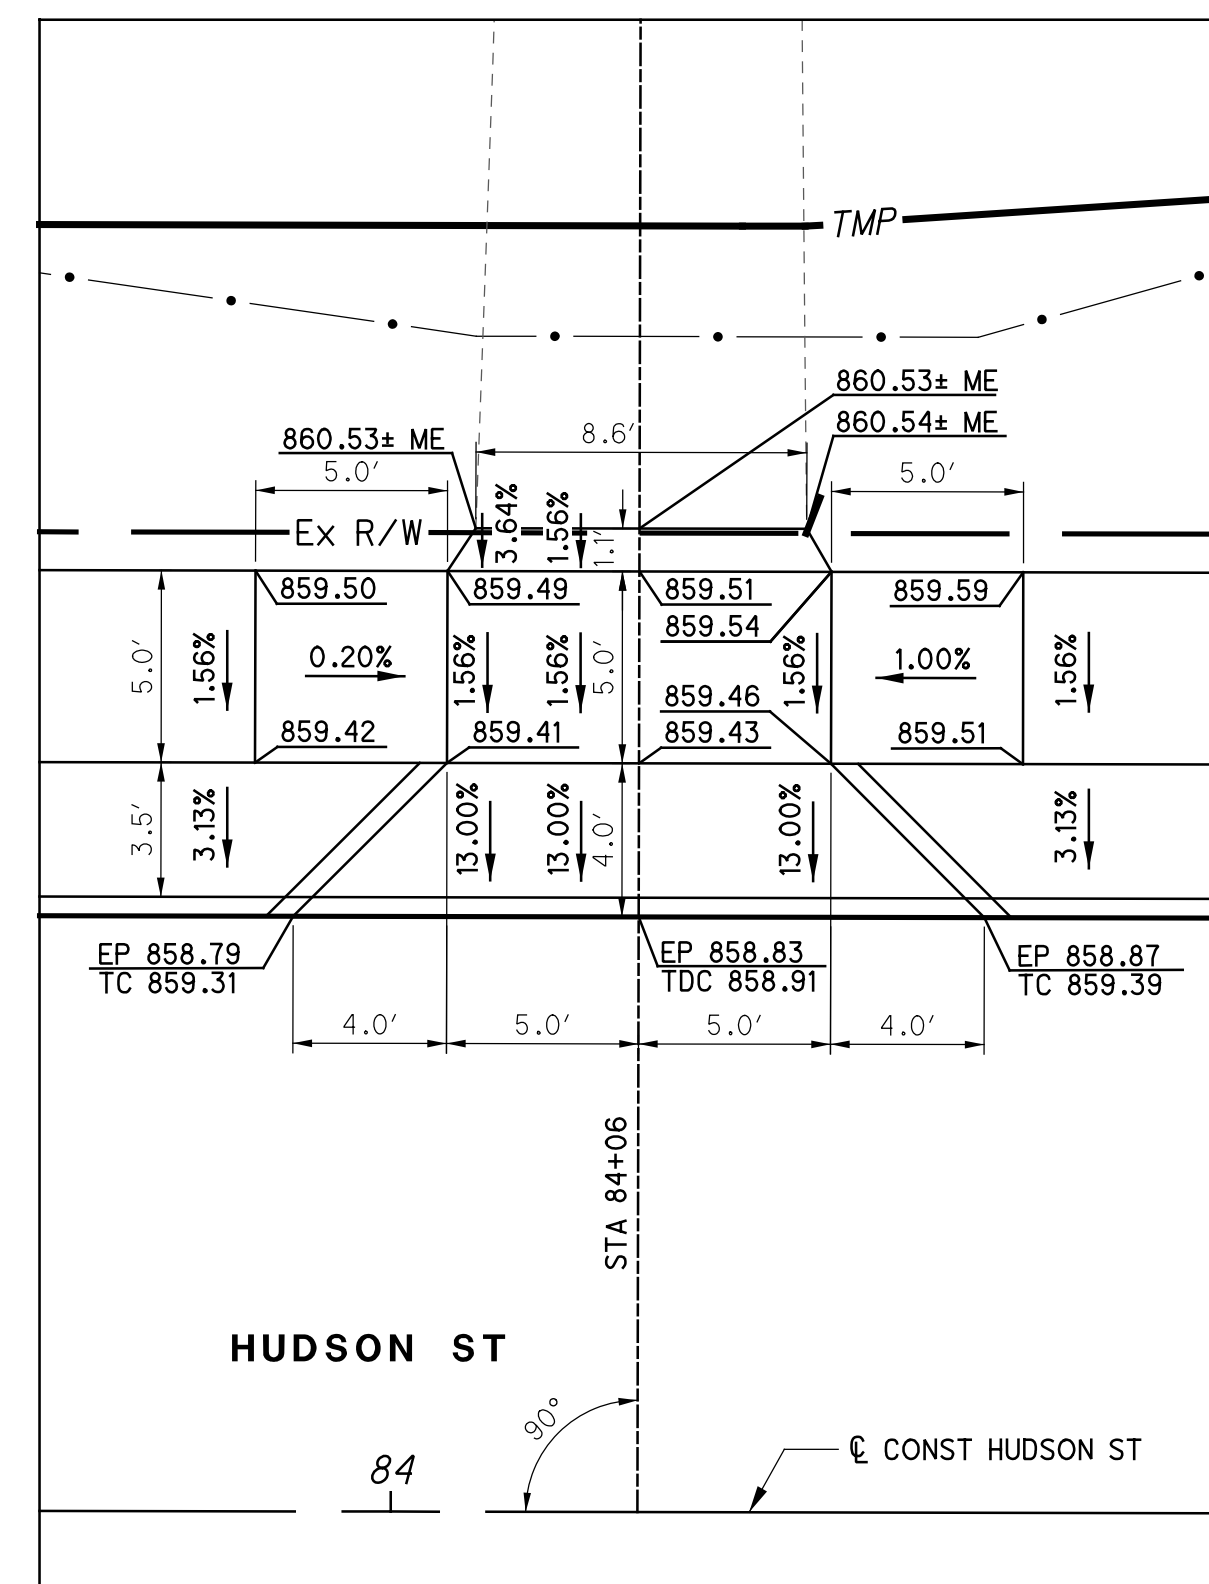 TMP
860.53± ME
860.54± ME
8.6'
860.53± ME
5.0'
5.0'
3.64%
1.56%
1.1'
Ex R/W
859.50
859.49
859.51
859.59
859.54
5.0'
1.56%
0.20%
1.56%
1.56%
5.0'
1.56%
1.00%
1.56%
859.46
859.42
859.41
859.43
859.51
3.5'
3.13%
13.00%
13.00%
4.0'
13.00%
3.13%
EP 858.79
TC 859.31
EP 858.83
TDC 858.91
EP 858.87
TC 859.39
4.0'
5.0'
5.0'
4.0'
STA 84+06
HUDSON ST
90°
℄ CONST HUDSON ST
84